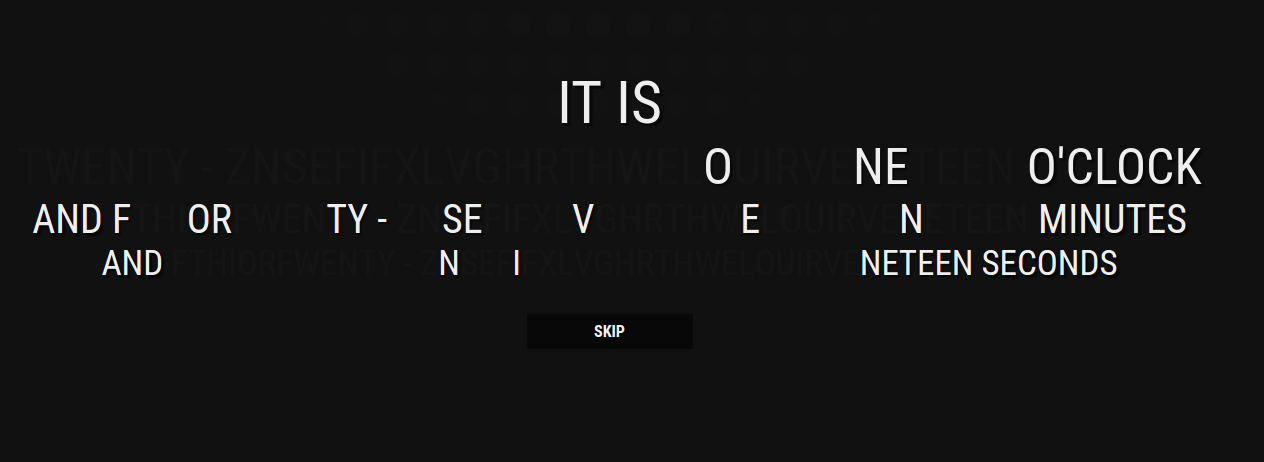 IT IS
O NE O'CLOCK
AND F OR TY - SE V E N MINUTES
AND N I NETEEN SECONDS
SKIP